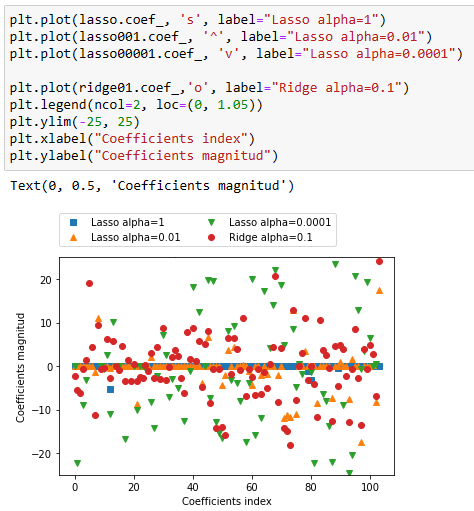 plt.plot(lasso.coef_, 's', label="Lasso alpha=1")
plt.plot(lasso001.coef_, '^', label="Lasso alpha=0.01")
plt.plot(lasso00001.coef_, 'v', label="Lasso alpha=0.0001")
plt.plot(ridge01.coef_,'o', label="Ridge alpha=0.1")
plt.legend(ncol=2, loc=(0, 1.05))
plt.ylim(-25, 25)
plt.xlabel("Coefficients index")
plt.ylabel("Coefficients magnitud")
Text(0, 0.5, 'Coefficients magnitud')
Lasso alpha=1
Lasso alpha=0.01
Lasso alpha=0.0001
Ridge alpha=0.1
Coefficients magnitud
20
10
0
−10
−20
0 20 40 60 80 100
Coefficients index